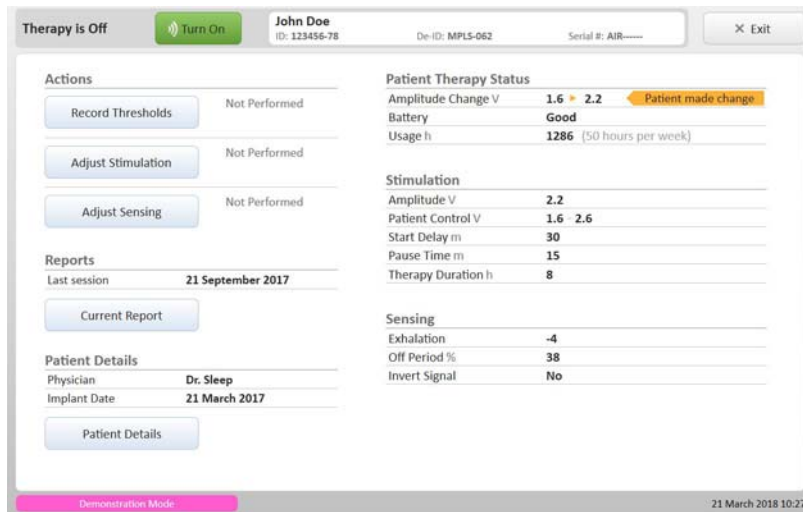 Therapy is Off
Turn On
John Doe
ID: 123456-78 De-ID: MPLS-062 Serial #: AIR------
× Exit
Actions
Record Thresholds Not Performed
Adjust Stimulation Not Performed
Adjust Sensing Not Performed
Reports
Last session 21 September 2017
Current Report
Patient Details
Physician Dr. Sleep
Implant Date 21 March 2017
Patient Details
Patient Therapy Status
Amplitude Change V 1.6 ▸ 2.2 Patient made change
Battery Good
Usage h 1286 (50 hours per week)
Stimulation
Amplitude V 2.2
Patient Control V 1.6 - 2.6
Start Delay m 30
Pause Time m 15
Therapy Duration h 8
Sensing
Exhalation -4
Off Period % 38
Invert Signal No
Demonstration Mode
21 March 2018 10:27